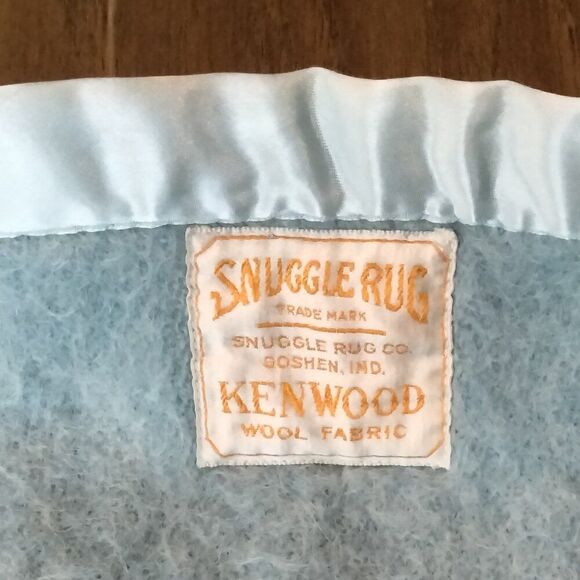 SNUGGLE RUG
TRADE MARK
SNUGGLE RUG CO.
GOSHEN, IND.
KENWOOD
WOOL FABRIC